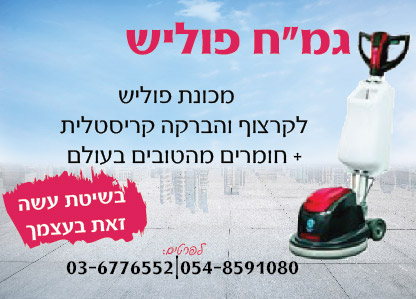 גמ"ח פוליש
מכונת פוליש
לקרצוף והברקה קריסטלית
+ חומרים מהטובים בעולם
בשיטת עשה
זאת בעצמך
לפרטים:
03-6776552|054-8591080